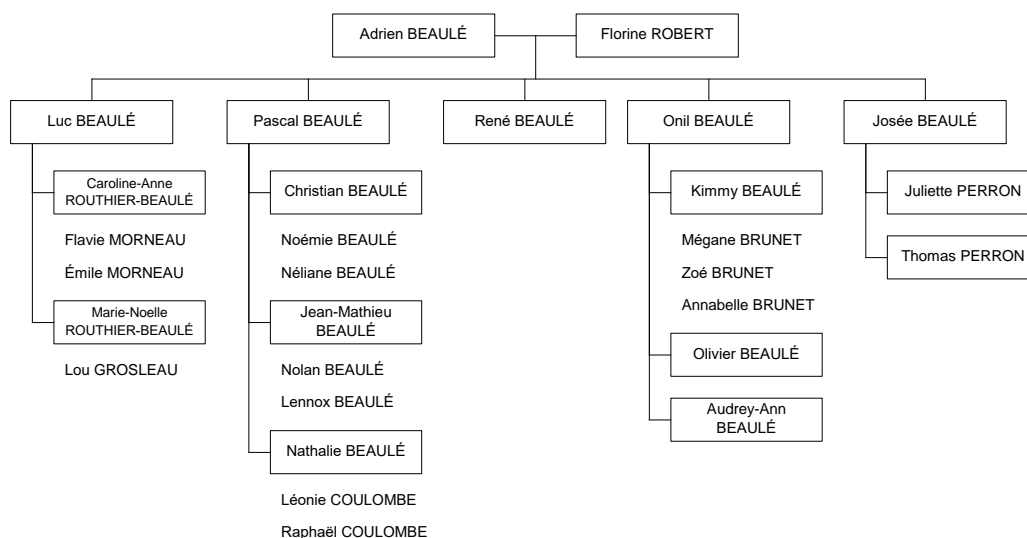 Adrien BEAULÉ
Florine ROBERT
Luc BEAULÉ
Pascal BEAULÉ
René BEAULÉ
Onil BEAULÉ
Josée BEAULÉ
Caroline-Anne
ROUTHIER-BEAULÉ
Flavie MORNEAU
Émile MORNEAU
Marie-Noelle
ROUTHIER-BEAULÉ
Lou GROSLEAU
Christian BEAULÉ
Noémie BEAULÉ
Néliane BEAULÉ
Jean-Mathieu
BEAULÉ
Nolan BEAULÉ
Lennox BEAULÉ
Nathalie BEAULÉ
Léonie COULOMBE
Raphaël COULOMBE
Kimmy BEAULÉ
Mégane BRUNET
Zoé BRUNET
Annabelle BRUNET
Olivier BEAULÉ
Audrey-Ann
BEAULÉ
Juliette PERRON
Thomas PERRON